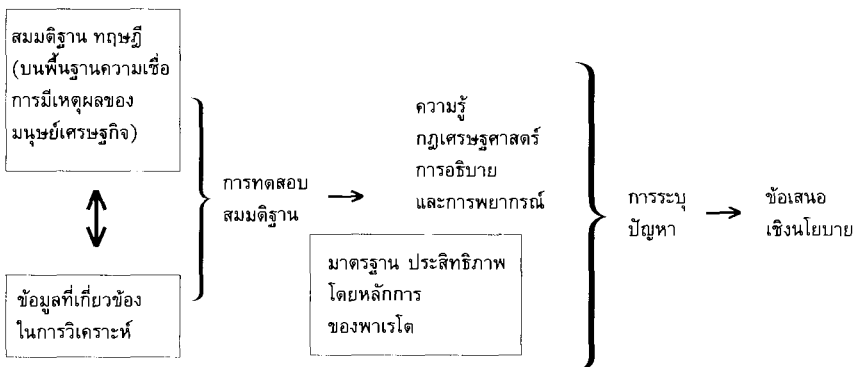 สมมติฐาน ทฤษฎี
(บนพื้นฐานความเชื่อ
การมีเหตุผลของ
มนุษย์เศรษฐกิจ)
ข้อมูลที่เกี่ยวข้อง
ในการวิเคราะห์
การทดสอบ
สมมติฐาน
ความรู้
กฎเศรษฐศาสตร์
การอธิบาย
และการพยากรณ์
มาตรฐาน ประสิทธิภาพ
โดยหลักการ
ของพาเรโต
การระบุ
ปัญหา
ข้อเสนอ
เชิงนโยบาย